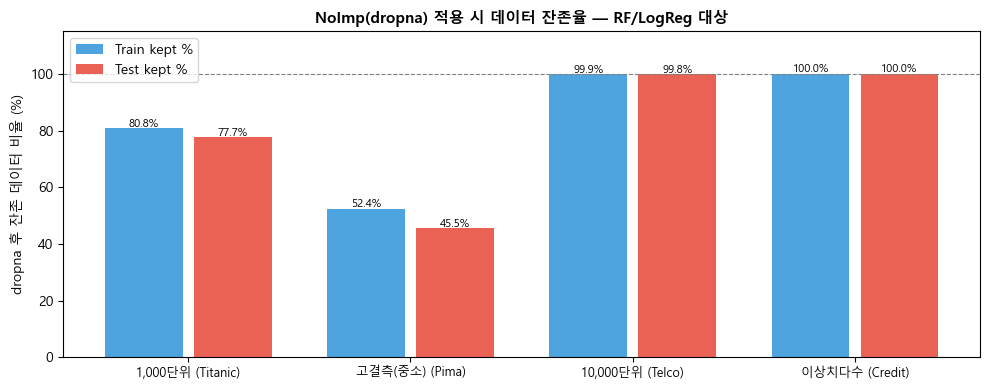 NoImp(dropna) 적용 시 데이터 잔존율 — RF/LogReg 대상
Train kept %
Test kept %
dropna 후 잔존 데이터 비율 (%)
100
80
60
40
20
0
80.8%
77.7%
52.4%
45.5%
99.9%
99.8%
100.0%
100.0%
1,000단위 (Titanic)
고결측(중소) (Pima)
10,000단위 (Telco)
이상치다수 (Credit)